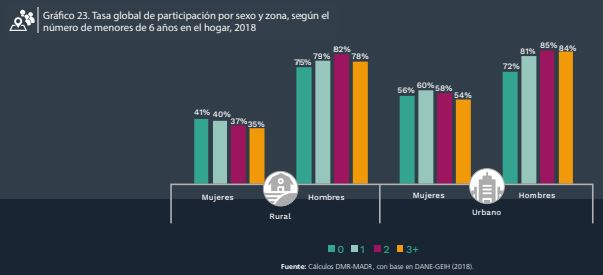 Gráfico 23. Tasa global de participación por sexo y zona, según el
número de menores de 6 años en el hogar, 2018
41% 40% 37% 35% 75% 79% 82% 78% 56% 60% 58% 54% 72% 81% 85% 84%
Mujeres Hombres Mujeres Hombres
Rural Urbano
0 1 2 3+
Fuente: Cálculos DMR-MADR, con base en DANE-GEIH (2018).